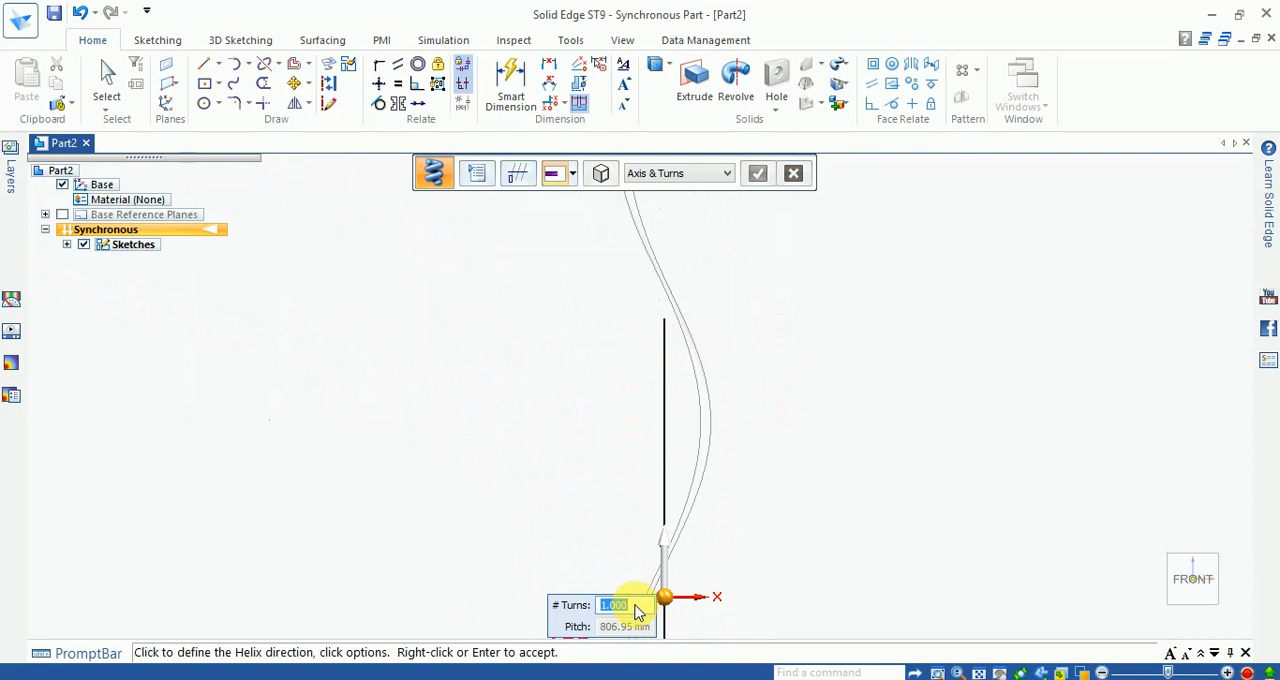 Solid Edge ST9 - Synchronous Part - [Part2]
Home Sketching 3D Sketching Surfacing PMI Simulation Inspect Tools View Data Management
Paste Select Smart Dimension Extrude Revolve Hole Switch Windows
Clipboard Select Planes Draw Relate Dimension Solids Face Relate Pattern Window
Part2
Layers
Part2
Base
Material (None)
Base Reference Planes
Synchronous
Sketches
Axis & Turns
Learn Solid Edge
You Tube
FRONT
X
# Turns: 1.000
Pitch: 806.95 mm
PromptBar Click to define the Helix direction, click options. Right-click or Enter to accept.
Find a command